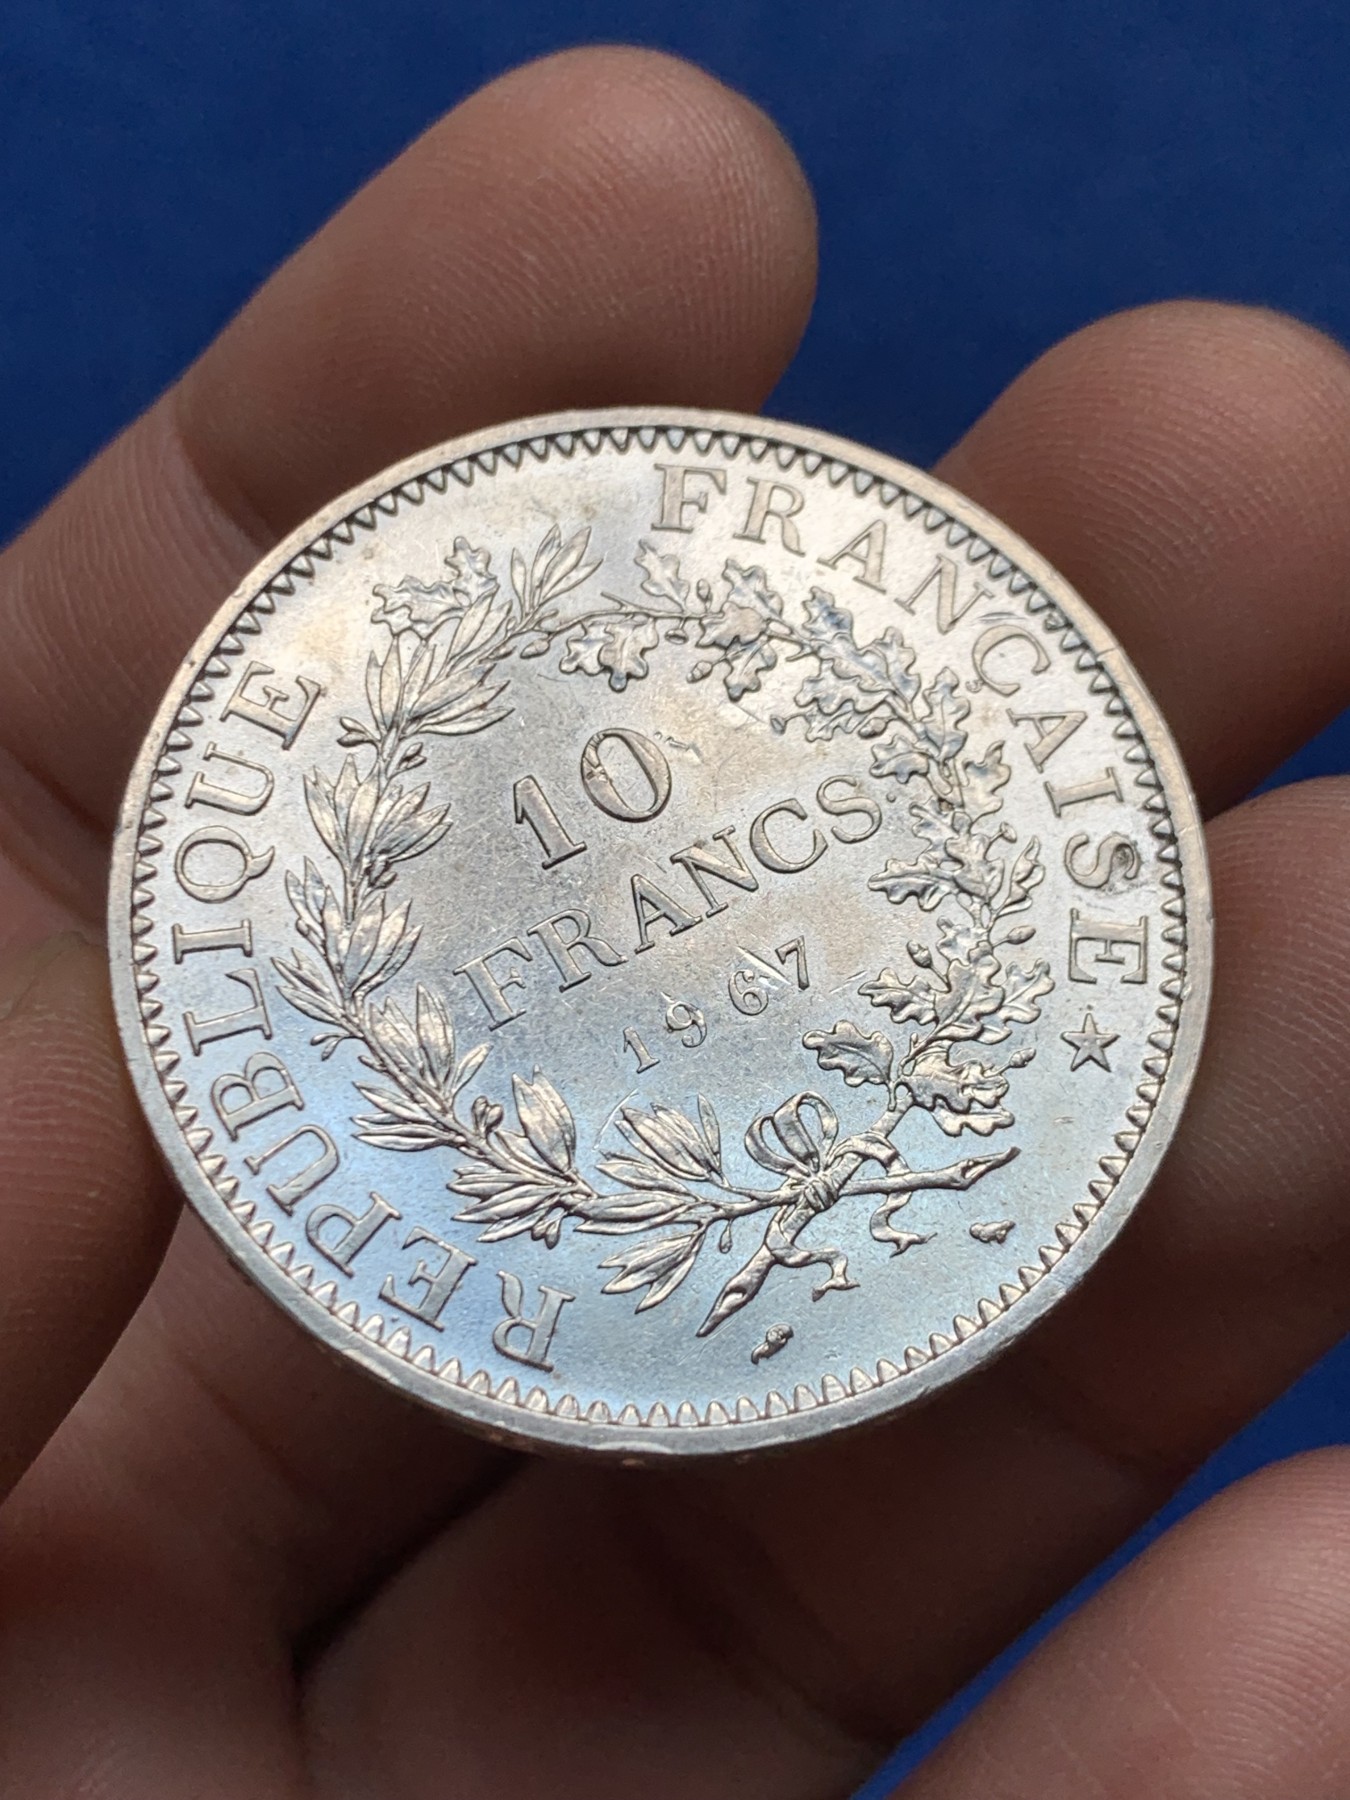 REPUBLIQUE FRANÇAISE ★
10
FRANCS
1967